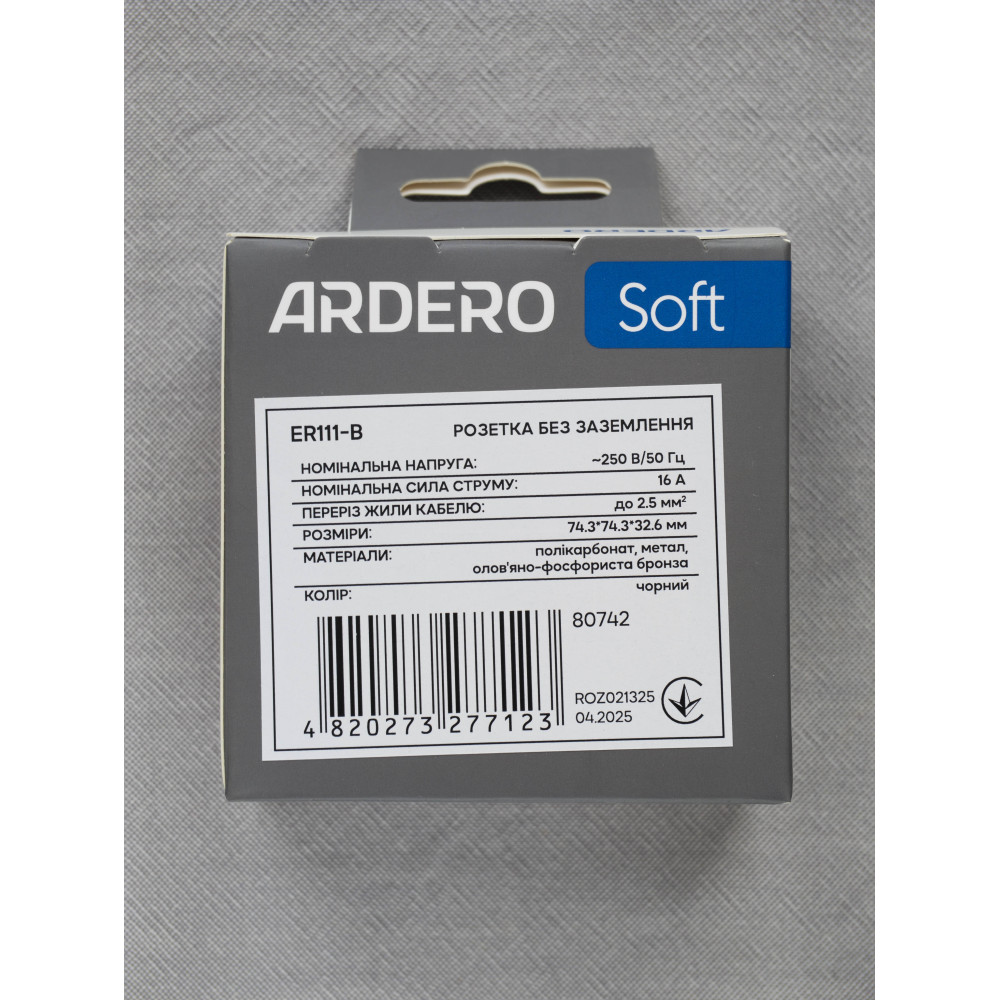 ARDERO
ARDERO Soft
ER111-B РОЗЕТКА БЕЗ ЗАЗЕМЛЕННЯ
НОМІНАЛЬНА НАПРУГА: ~250 В/50 Гц
НОМІНАЛЬНА СИЛА СТРУМУ: 16 А
ПЕРЕРІЗ ЖИЛИ КАБЕЛЮ: до 2.5 мм²
РОЗМІРИ: 74.3*74.3*32.6 мм
МАТЕРІАЛИ: полікарбонат, метал,
олов'яно-фосфориста бронза
КОЛІР: чорний
80742
ROZ021325
04.2025
4 820273 277123